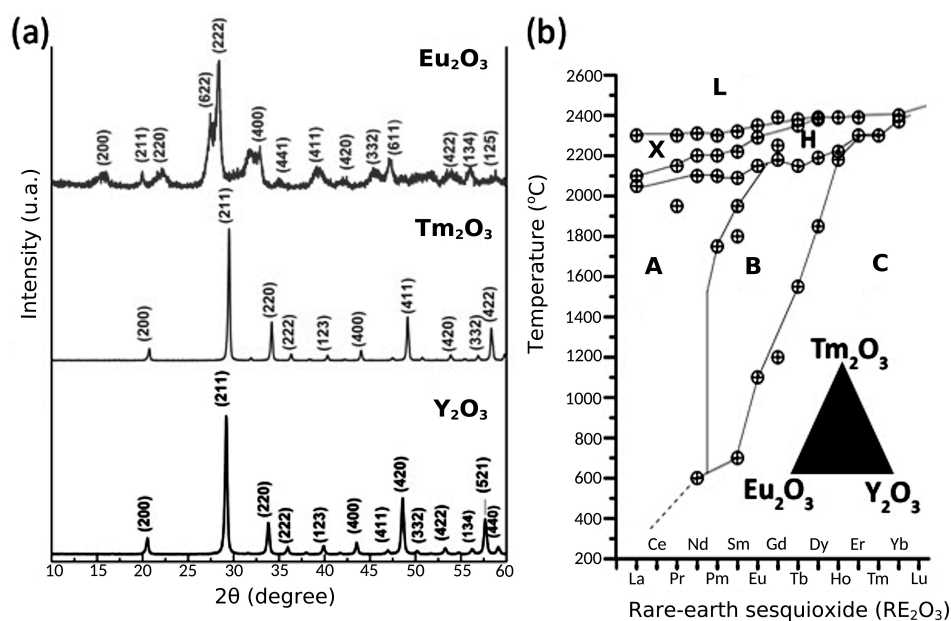 (a)
Eu2O3
(200)
(211)
(220)
(622)
(222)
(400)
(441)
(411)
(420)
(332)
(611)
(422)
(134)
(125)
Tm2O3
(200)
(211)
(220)
(222)
(123)
(400)
(411)
(420)
(332)
(422)
Y2O3
(200)
(211)
(220)
(222)
(123)
(400)
(411)
(420)
(332)
(422)
(134)
(521)
(440)
Intensity (u.a.)
10 15 20 25 30 35 40 45 50 55 60
2θ (degree)
(b)
2600
2400
2200
2000
1800
1600
1400
1200
1000
800
600
400
200
Temperature (ºC)
L
H
X
A
B
C
Tm2O3
Eu2O3
Y2O3
Ce Nd Sm Gd Dy Er Yb
La Pr Pm Eu Tb Ho Tm Lu
Rare-earth sesquioxide (RE2O3)